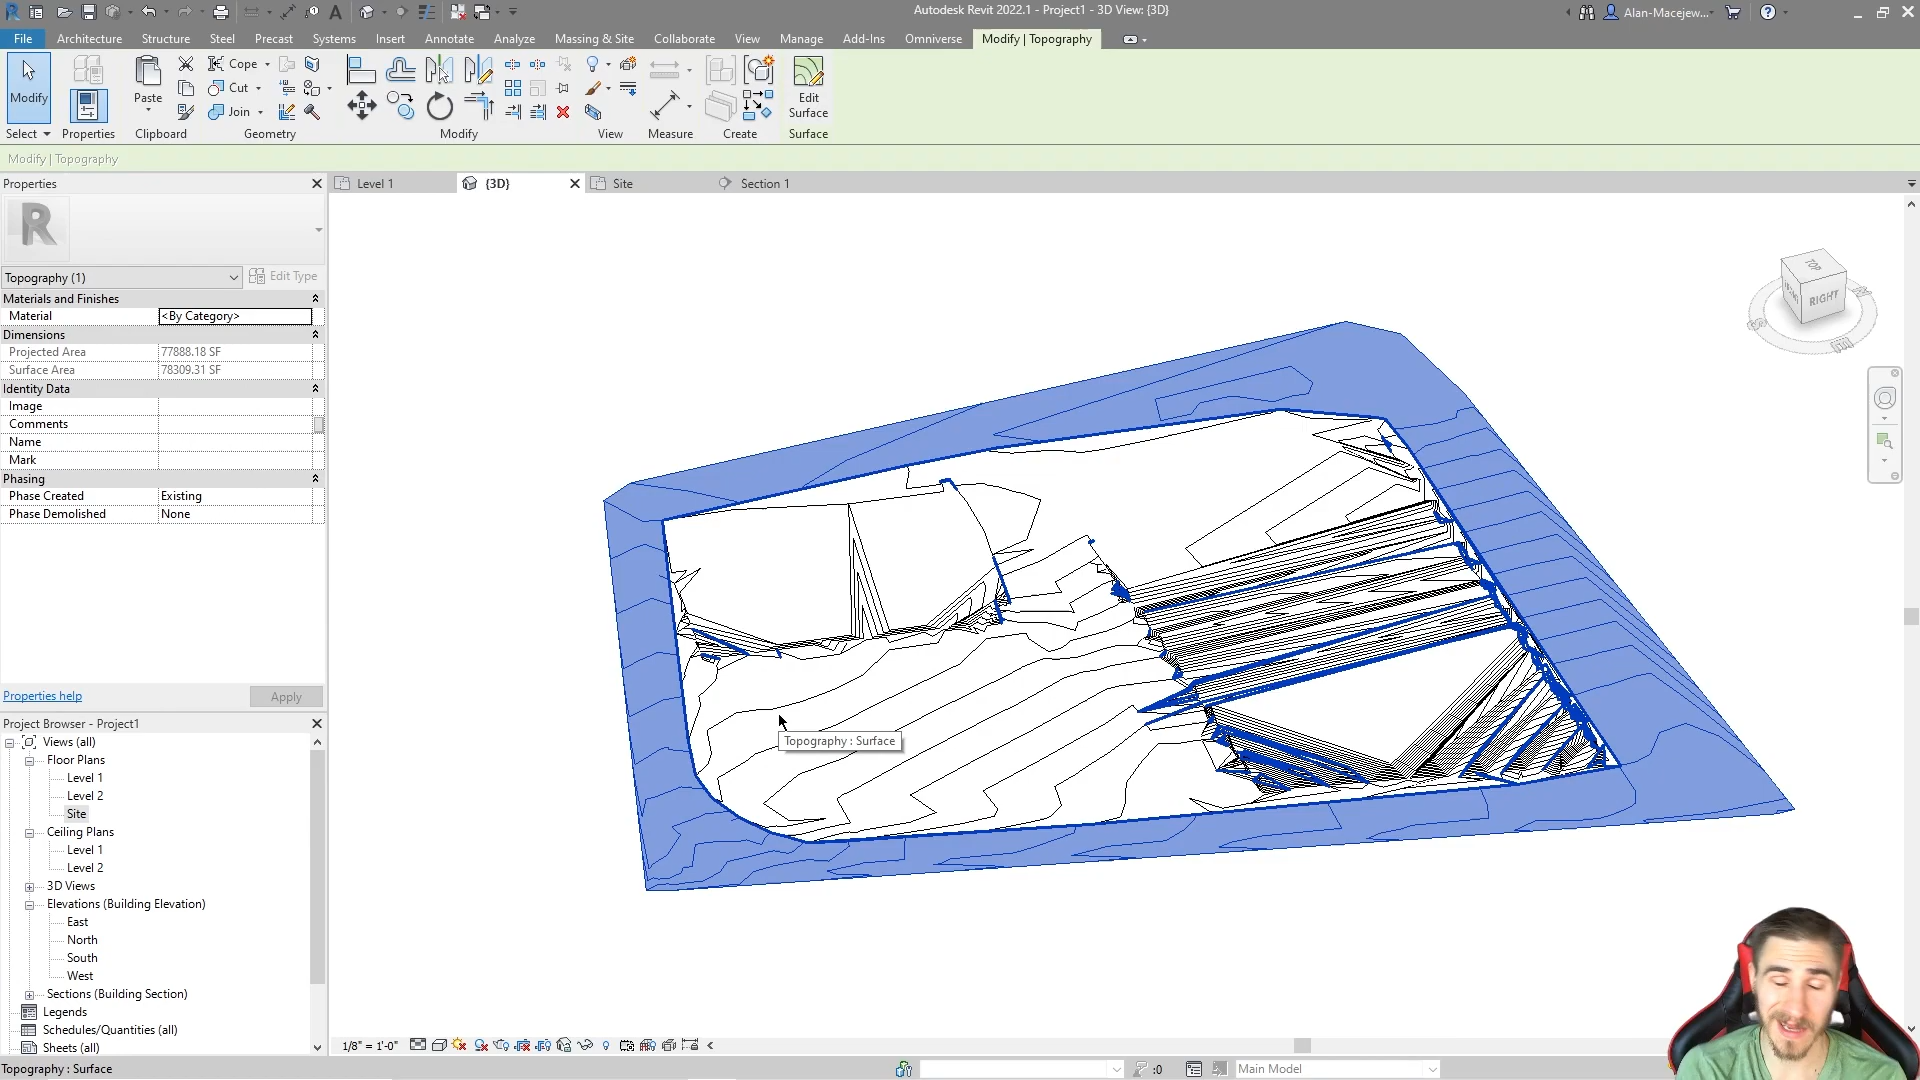 Autodesk Revit 2022.1 - Project1 - 3D View: {3D}
Alan-Macejew...
File
Architecture
Structure
Steel
Precast
Systems
Insert
Annotate
Analyze
Massing & Site
Collaborate
View
Manage
Add-Ins
Omniverse
Modify | Topography
Modify
Paste
Cope
Cut
Join
Edit
Surface
Select
Properties
Clipboard
Geometry
Modify
View
Measure
Create
Surface
Modify | Topography
Properties
Level 1
{3D}
Site
Section 1
Topography (1)
Edit Type
Materials and Finishes
Material
<By Category>
Dimensions
Projected Area
77888.18 SF
Surface Area
78309.31 SF
Identity Data
Image
Comments
Name
Mark
Phasing
Phase Created
Existing
Phase Demolished
None
Properties help
Apply
Project Browser - Project1
Views (all)
Floor Plans
Level 1
Level 2
Site
Ceiling Plans
Level 1
Level 2
3D Views
Elevations (Building Elevation)
East
North
South
West
Sections (Building Section)
Legends
Schedules/Quantities (all)
Sheets (all)
TOP
RIGHT
Topography : Surface
1/8" = 1'-0"
Topography : Surface
:0
Main Model